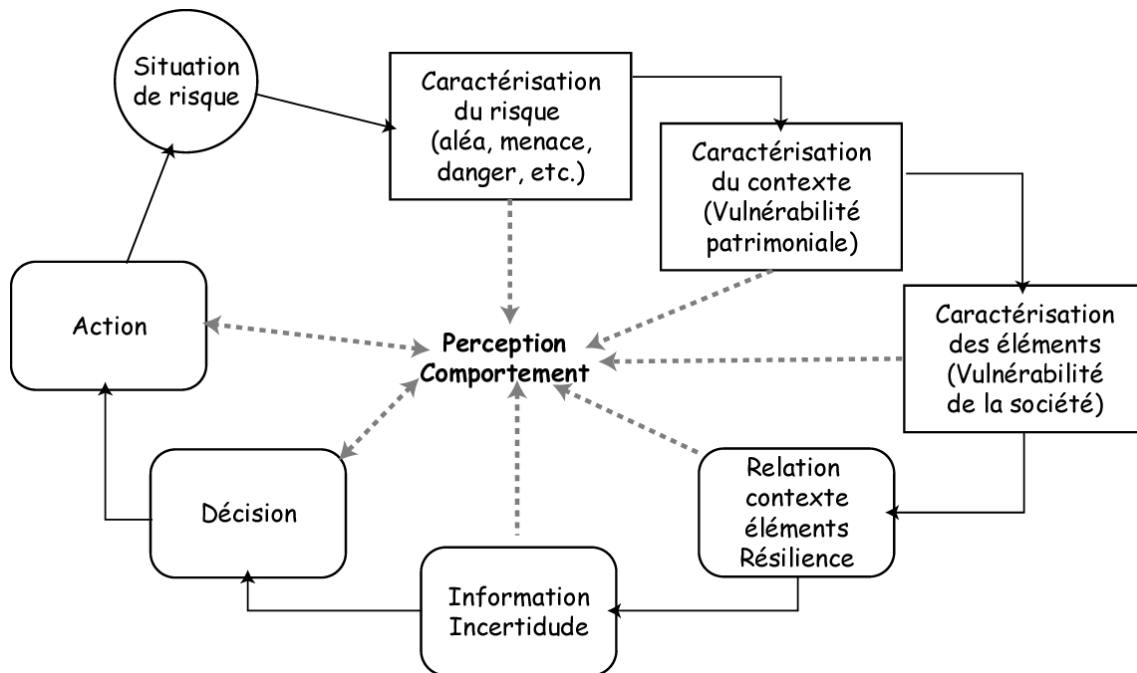 Situation
de risque
Caractérisation
du risque
(aléa, menace,
danger, etc.)
Caractérisation
du contexte
(Vulnérabilité
patrimoniale)
Caractérisation
des éléments
(Vulnérabilité
de la société)
Relation
contexte
éléments
Résilience
Information
Incertidude
Décision
Action
Perception
Comportement